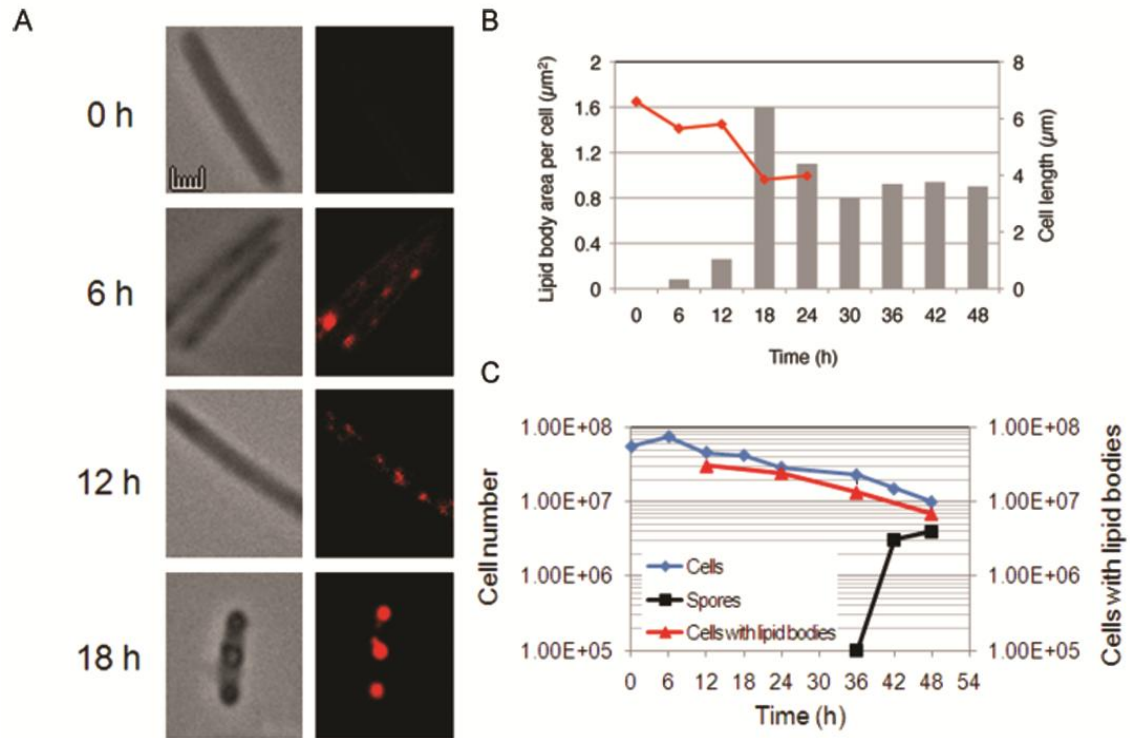 A
0 h
6 h
12 h
18 h
B
Lipid body area per cell (µm²)
2
1.6
1.2
0.8
0.4
0
8
6
4
2
0
Cell length (µm)
0 6 12 18 24 30 36 42 48
Time (h)
C
Cell number
1.00E+08
1.00E+07
1.00E+06
1.00E+05
Cells
Spores
Cells with lipid bodies
1.00E+08
1.00E+07
1.00E+06
1.00E+05
Cells with lipid bodies
0 6 12 18 24 30 36 42 48 54
Time (h)